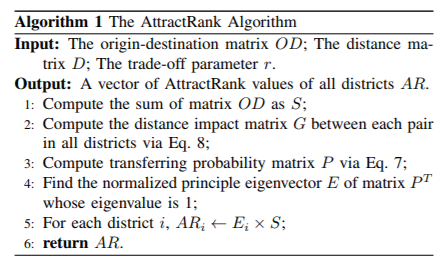 Algorithm 1 The AttractRank Algorithm
Input: The origin-destination matrix OD; The distance ma-
trix D; The trade-off parameter r.
Output: A vector of AttractRank values of all districts AR.
1: Compute the sum of matrix OD as S;
2: Compute the distance impact matrix G between each pair
in all districts via Eq. 8;
3: Compute transferring probability matrix P via Eq. 7;
4: Find the normalized principle eigenvector E of matrix P^T
whose eigenvalue is 1;
5: For each district i, AR_i ← E_i × S;
6: return AR.